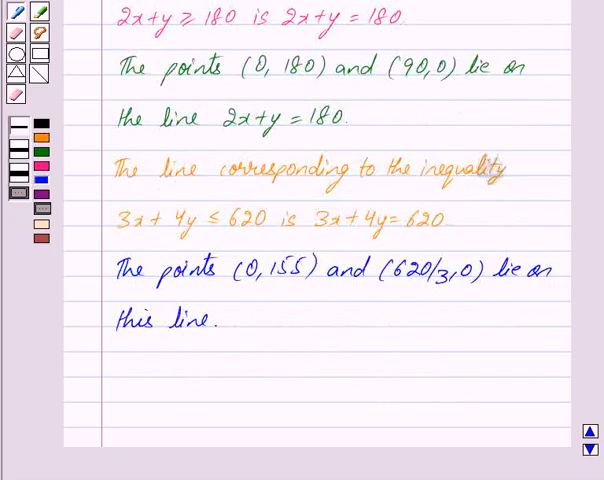 2x+y ≥ 180 is 2x+y = 180.
The points (0, 180) and (90,0) lie on
the line 2x+y = 180.
The line corresponding to the inequality
3x + 4y ≤ 620 is 3x + 4y = 620
The points (0, 155) and (620/3, 0) lie on
this line.